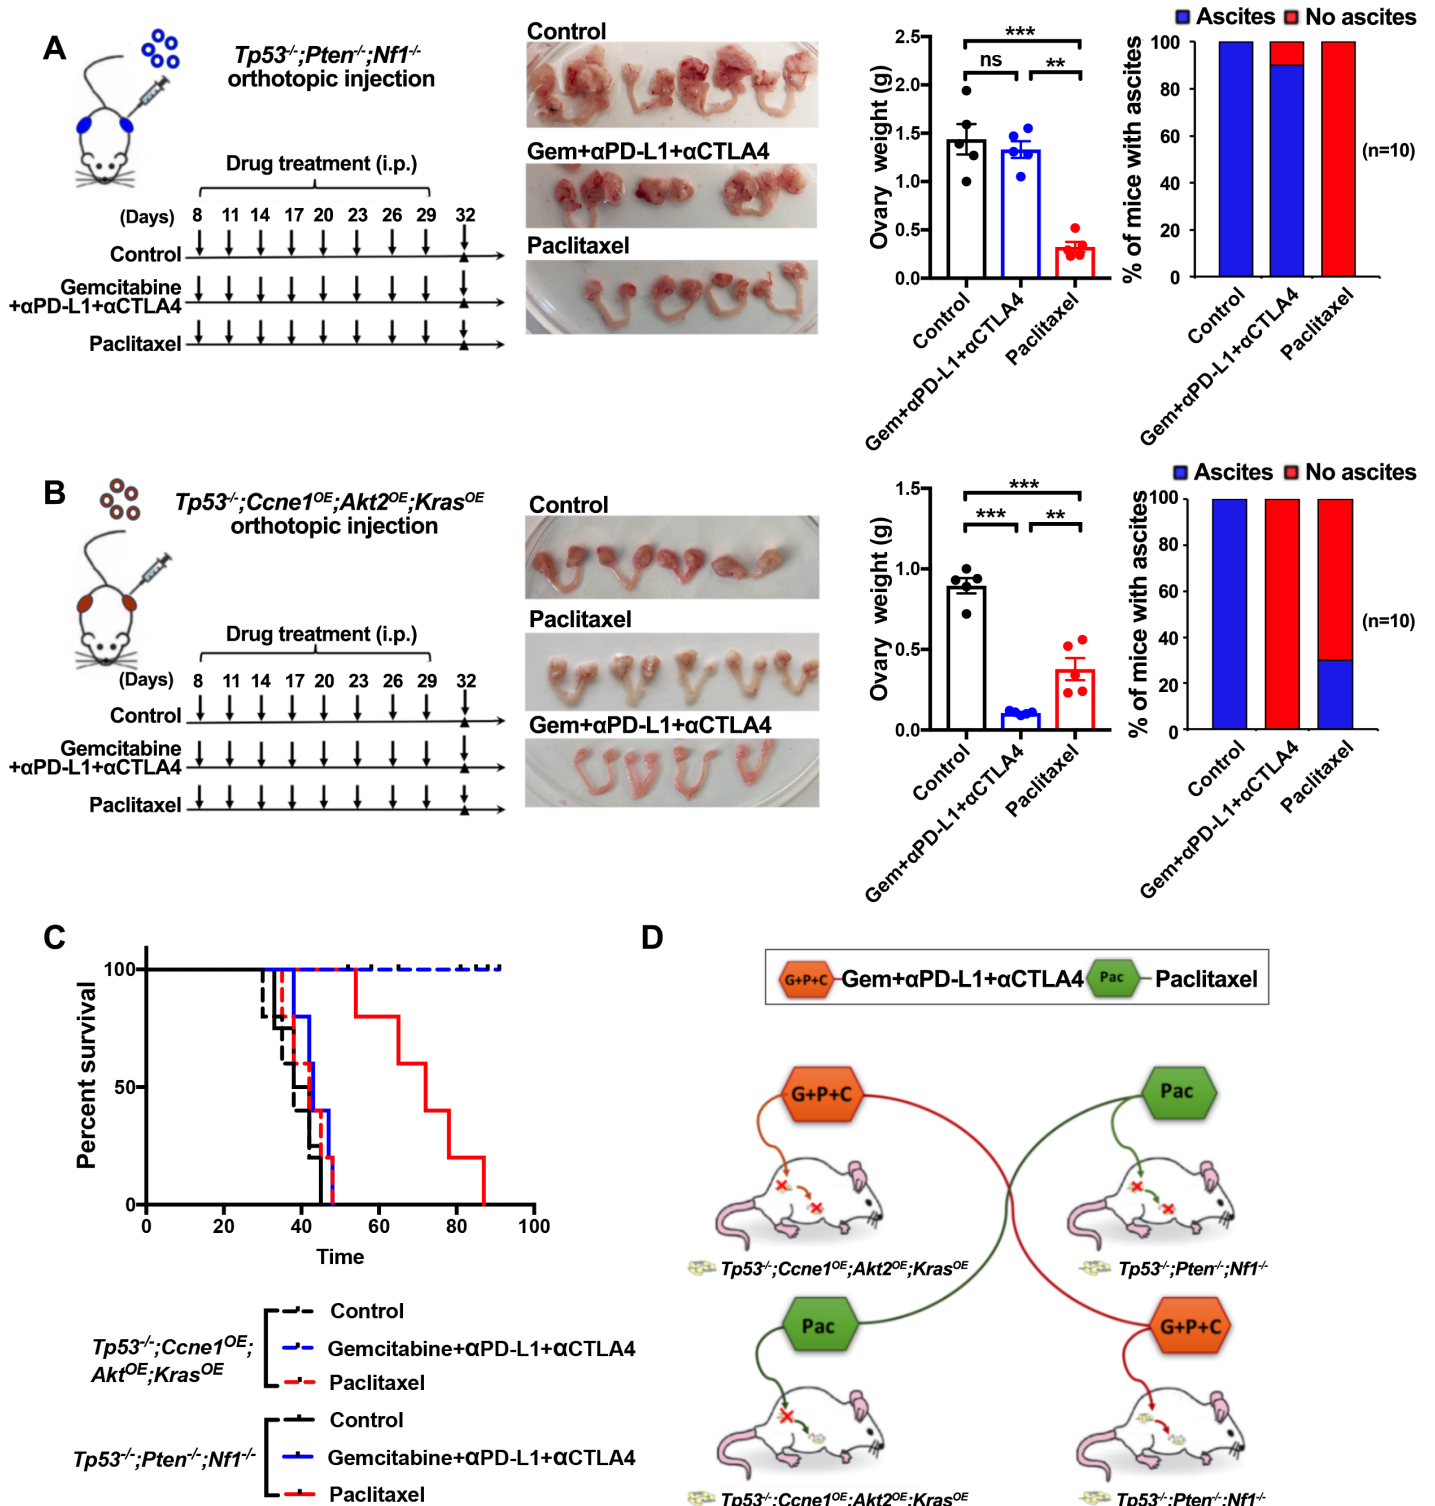 A
Tp53-/-;Pten-/-;Nf1-/-
orthotopic injection
Drug treatment (i.p.)
(Days) 8 11 14 17 20 23 26 29 32
Control
Gemcitabine
+αPD-L1+αCTLA4
Paclitaxel
Control
Gem+αPD-L1+αCTLA4
Paclitaxel
Ovary weight (g)
2.5
2.0
1.5
1.0
0.5
0.0
***
ns
**
Control
Gem+αPD-L1+αCTLA4
Paclitaxel
Ascites No ascites
% of mice with ascites
100
80
60
40
20
0
(n=10)
Control
Gem+αPD-L1+αCTLA4
Paclitaxel
B
Tp53-/-;Ccne1OE;Akt2OE;KrasOE
orthotopic injection
Drug treatment (i.p.)
(Days) 8 11 14 17 20 23 26 29 32
Control
Gemcitabine
+αPD-L1+αCTLA4
Paclitaxel
Control
Paclitaxel
Gem+αPD-L1+αCTLA4
Ovary weight (g)
1.5
1.0
0.5
0.0
***
***
**
Control
Gem+αPD-L1+αCTLA4
Paclitaxel
Ascites No ascites
% of mice with ascites
100
80
60
40
20
0
(n=10)
Control
Gem+αPD-L1+αCTLA4
Paclitaxel
C
Percent survival
100
50
0
0 20 40 60 80 100
Time
Tp53-/-;Ccne1OE;
AktOE;KrasOE
Control
Gemcitabine+αPD-L1+αCTLA4
Paclitaxel
Tp53-/-;Pten-/-;Nf1-/-
Control
Gemcitabine+αPD-L1+αCTLA4
Paclitaxel
D
G+P+C Gem+αPD-L1+αCTLA4 Pac Paclitaxel
G+P+C
Pac
Tp53-/-;Ccne1OE;Akt2OE;KrasOE
Tp53-/-;Pten-/-;Nf1-/-
Pac
G+P+C
Tp53-/-;Ccne1OE;Akt2OE;KrasOE
Tp53-/-;Pten-/-;Nf1-/-